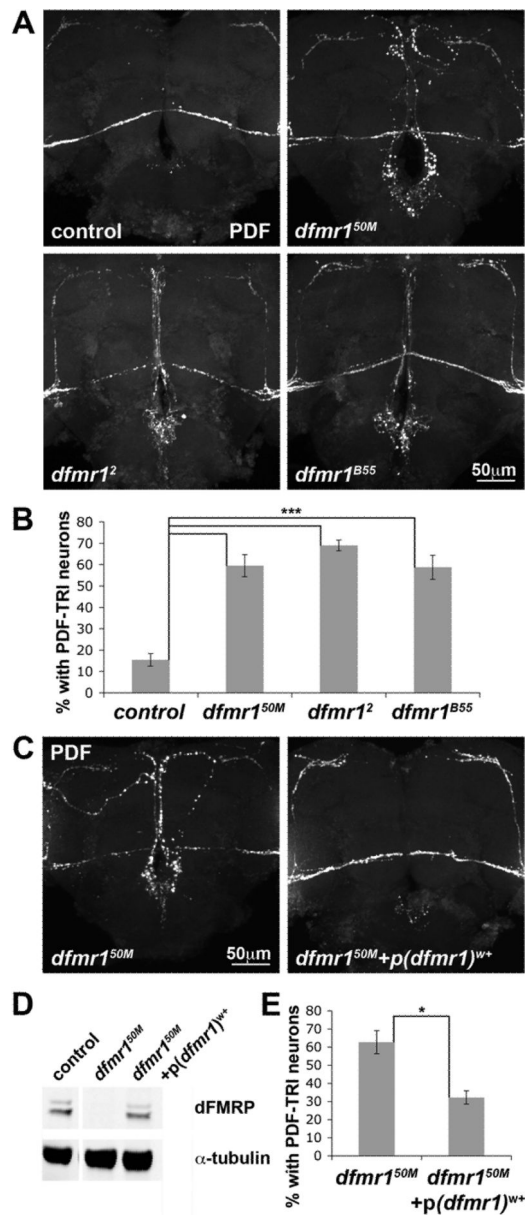 A
control PDF
dfmr1^50M
dfmr1^2
dfmr1^B55
50μm
B
% with PDF-TRI neurons
80
70
60
50
40
30
20
10
0
***
control dfmr1^50M dfmr1^2 dfmr1^B55
C
PDF
dfmr1^50M
50μm
dfmr1^50M+p(dfmr1)^w+
D
control
dfmr1^50M
dfmr1^50M
+p(dfmr1)^w+
dFMRP
α-tubulin
E
% with PDF-TRI neurons
80
70
60
50
40
30
20
10
0
*
dfmr1^50M dfmr1^50M
+p(dfmr1)^w+